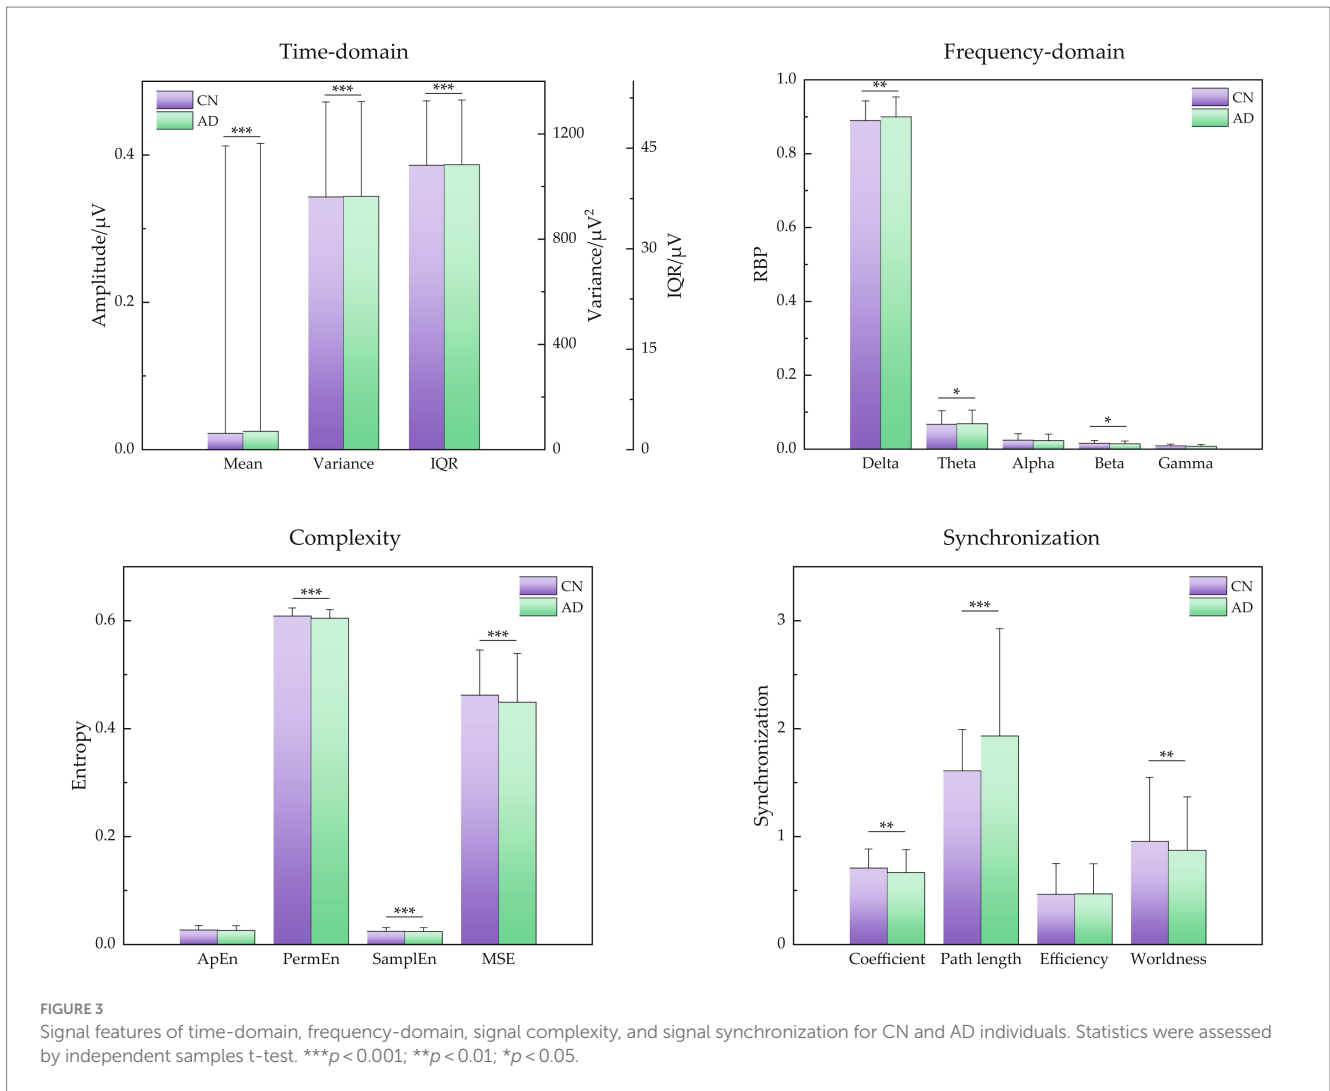 Time-domain
CN
AD
***
***
***
0.4
0.2
0.0
Amplitude/μV
1200
800
400
0
Variance/μV²
45
30
15
0
IQR/μV
Mean
Variance
IQR
Frequency-domain
CN
AD
**
*
*
1.0
0.8
0.6
0.4
0.2
0.0
RBP
Delta
Theta
Alpha
Beta
Gamma
Complexity
CN
AD
***
***
***
0.6
0.4
0.2
0.0
Entropy
ApEn
PermEn
SamplEn
MSE
Synchronization
CN
AD
**
***
**
3
2
1
0
Synchronization
Coefficient
Path length
Efficiency
Worldness
FIGURE 3
Signal features of time-domain, frequency-domain, signal complexity, and signal synchronization for CN and AD individuals. Statistics were assessed
by independent samples t-test. ***p < 0.001; **p < 0.01; *p < 0.05.